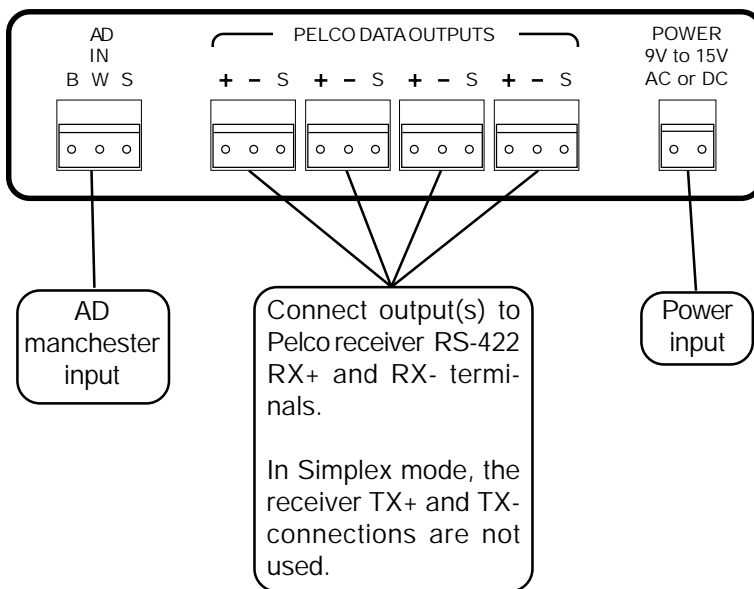 AD
IN
B W S
PELCO DATA OUTPUTS
+ - S + - S + - S + - S
POWER
9V to 15V
AC or DC
AD
manchester
input
Connect output(s) to
Pelco receiver RS-422
RX+ and RX- termi-
nals.
In Simplex mode, the
receiver TX+ and TX-
connections are not
used.
Power
input